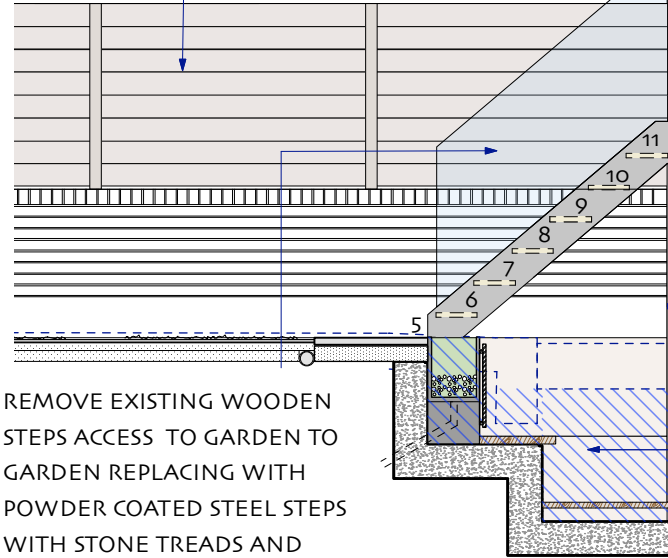 11
10
9
8
7
6
5
REMOVE EXISTING WOODEN
STEPS ACCESS TO GARDEN TO
GARDEN REPLACING WITH
POWDER COATED STEEL STEPS
WITH STONE TREADS AND